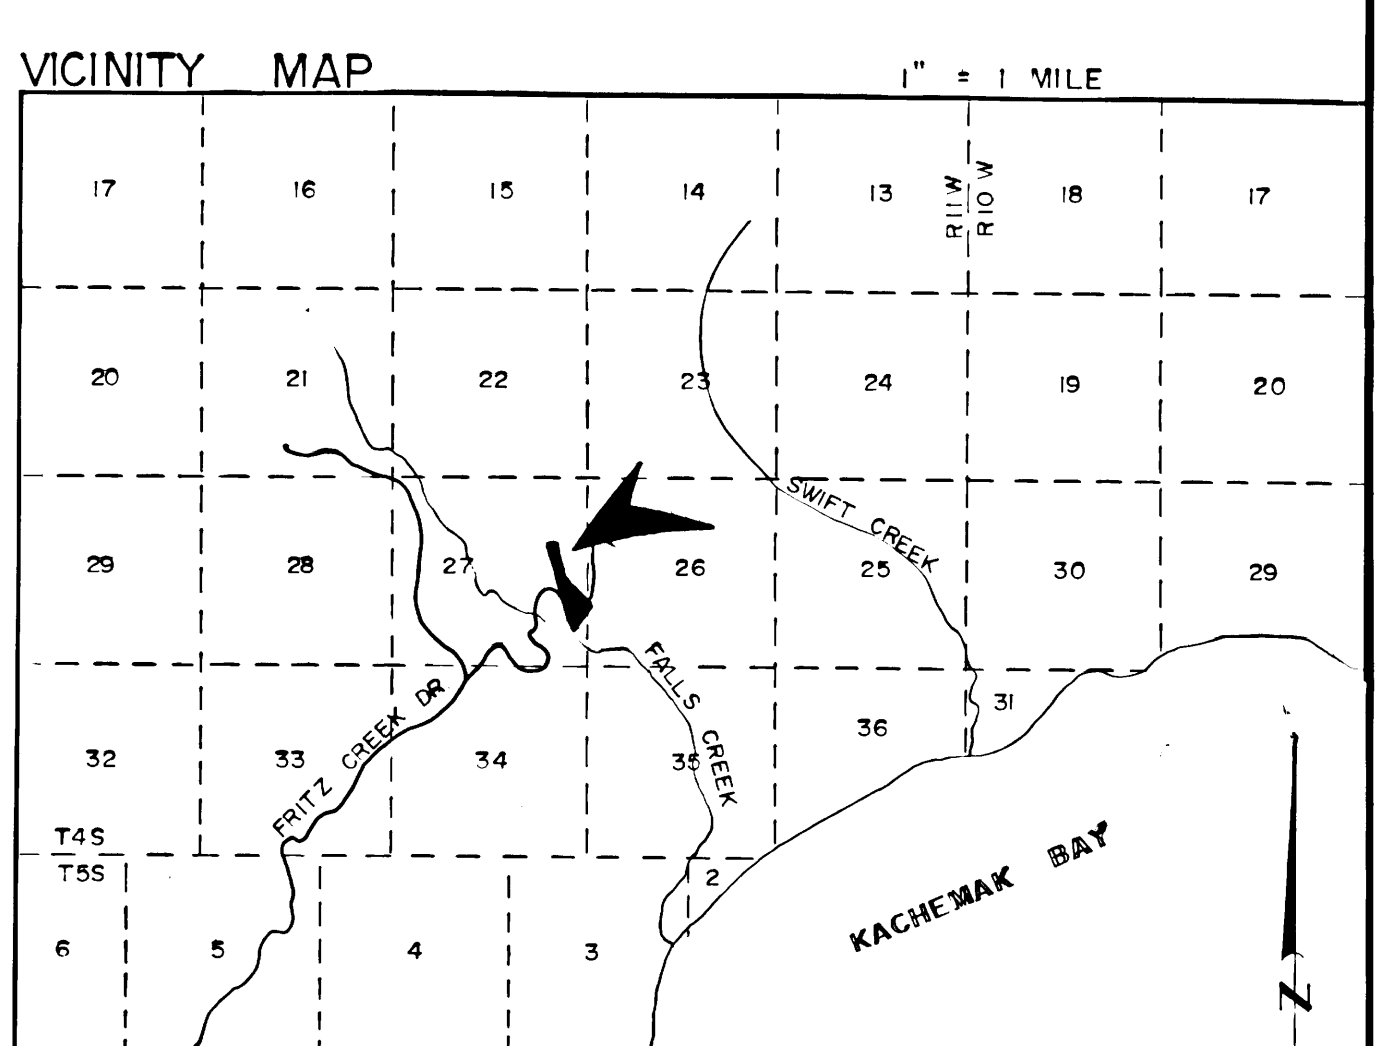 VICINITY MAP
1" = 1 MILE
17 16 15 14 13 R11W R10W 18 17
20 21 22 23 24 19 20
SWIFT CREEK
29 28 27 26 25 30 29
FALLS CREEK
FRITZ CREEK DR
32 33 34 35 36 31
T4S
T5S
2
6 5 4 3
KACHEMAK BAY
N